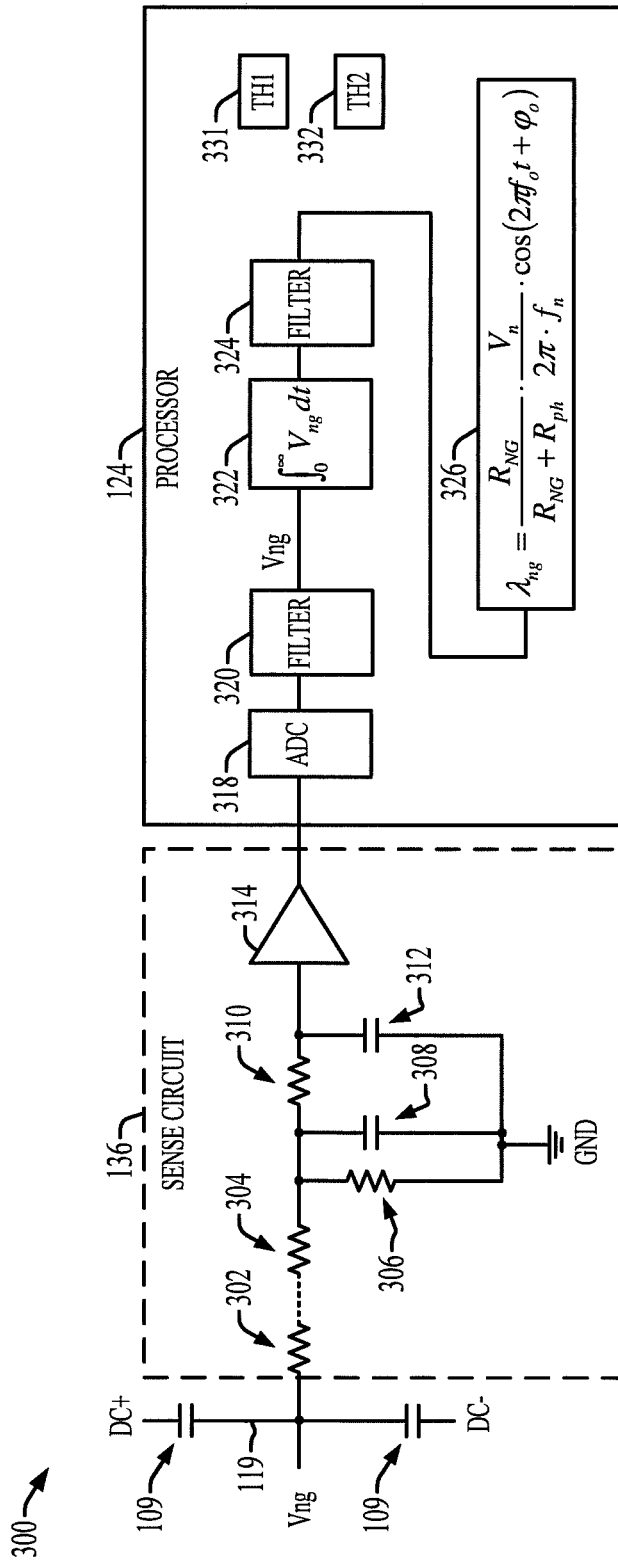 300
109
DC+
119
Vng
109
DC-
136
SENSE CIRCUIT
302
304
306
308
310
312
314
GND
124
PROCESSOR
318
ADC
320
FILTER
Vng
322
∫₀^∞ V_ng dt
324
FILTER
331
TH1
332
TH2
326
λ_ng = R_NG / (R_NG + R_ph) · V_n / (2π · f_n) · cos(2πf_o t + φ_o)